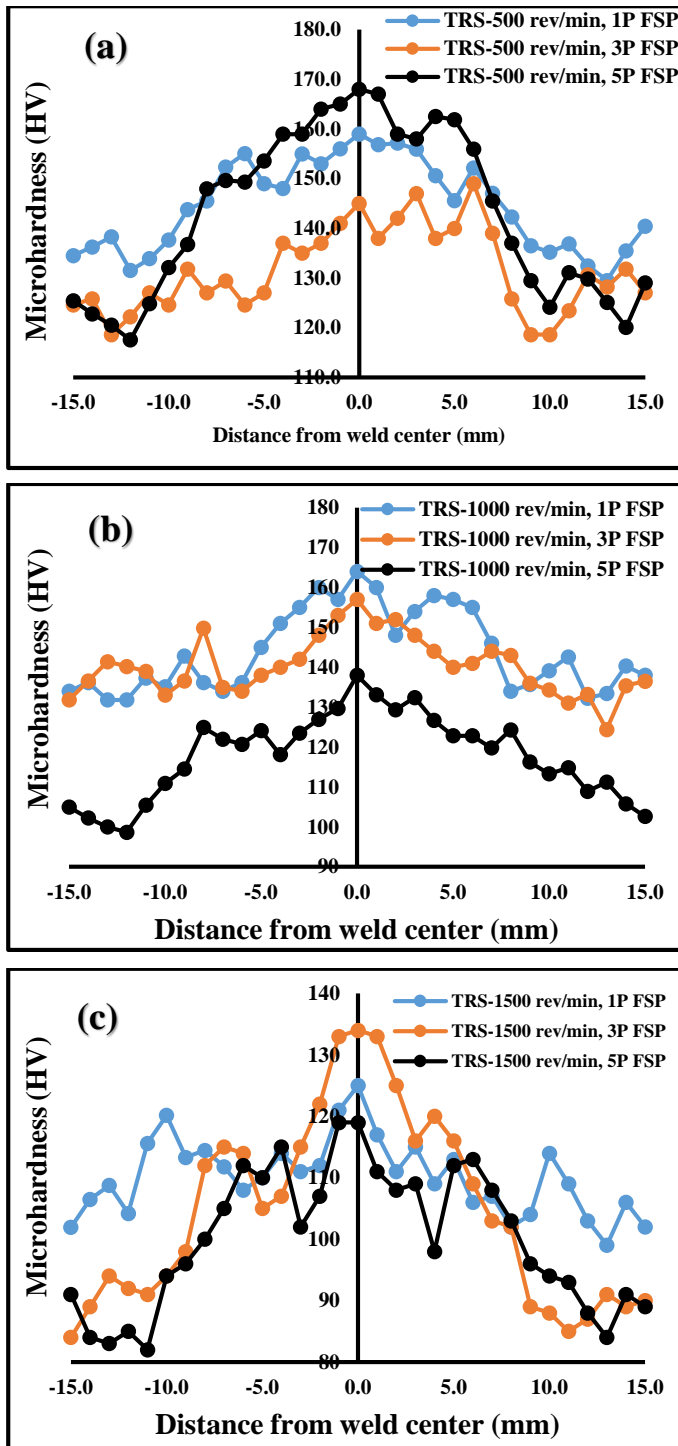 (a)
TRS-500 rev/min, 1P FSP
TRS-500 rev/min, 3P FSP
TRS-500 rev/min, 5P FSP
Microhardness (HV)
180.0
170.0
160.0
150.0
140.0
130.0
120.0
110.0
-15.0 -10.0 -5.0 0.0 5.0 10.0 15.0
Distance from weld center (mm)
(b)
TRS-1000 rev/min, 1P FSP
TRS-1000 rev/min, 3P FSP
TRS-1000 rev/min, 5P FSP
Microhardness (HV)
180
170
160
150
140
130
120
110
100
90
-15.0 -10.0 -5.0 0.0 5.0 10.0 15.0
Distance from weld center (mm)
(c)
TRS-1500 rev/min, 1P FSP
TRS-1500 rev/min, 3P FSP
TRS-1500 rev/min, 5P FSP
Microhardness (HV)
140
130
120
110
100
90
80
-15.0 -10.0 -5.0 0.0 5.0 10.0 15.0
Distance from weld center (mm)